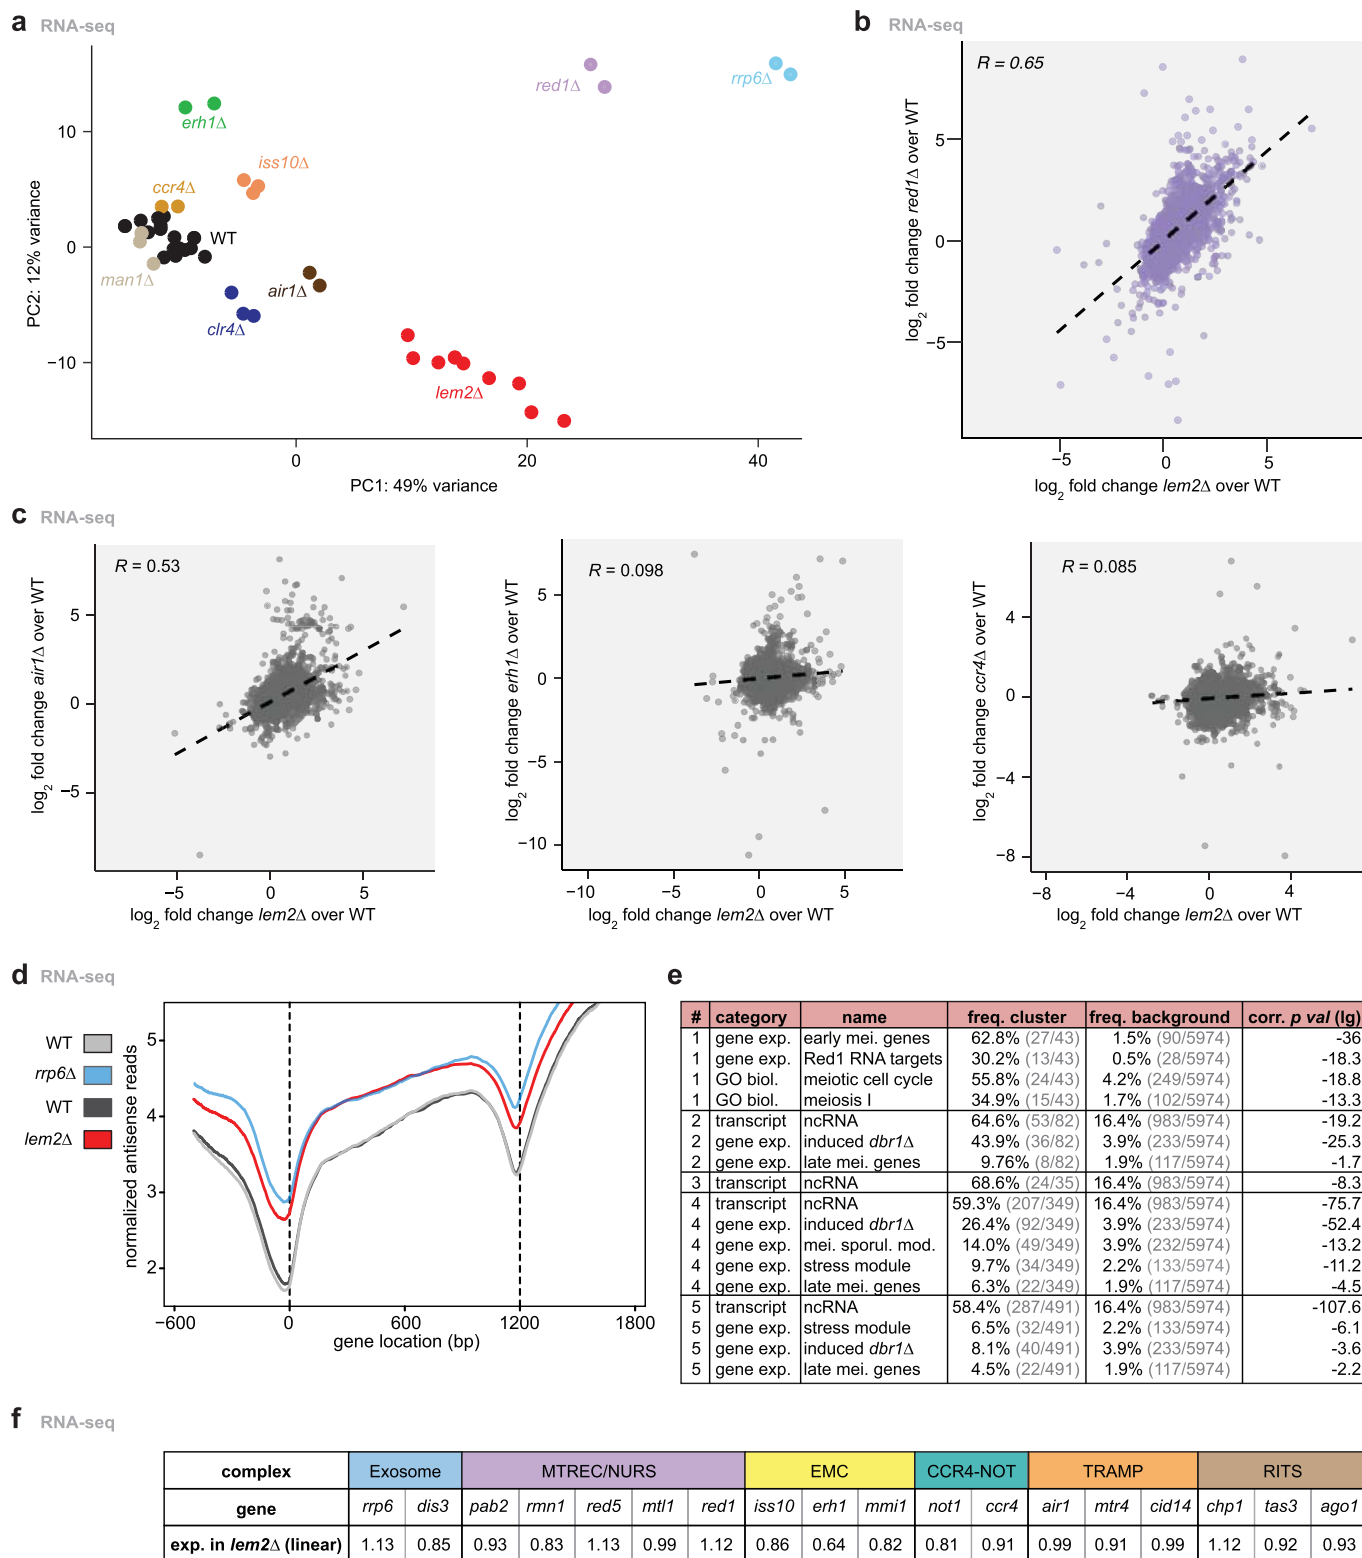 a RNA-seq
PC2: 12% variance
10
0
−10
erh1Δ
iss10Δ
ccr4Δ
WT
man1Δ
clr4Δ
air1Δ
lem2Δ
red1Δ
rrp6Δ
0 20 40
PC1: 49% variance
b RNA-seq
R = 0.65
log2 fold change red1Δ over WT
5
0
−5
−5 0 5
log2 fold change lem2Δ over WT
c RNA-seq
R = 0.53
log2 fold change air1Δ over WT
5
0
−5
−5 0 5
log2 fold change lem2Δ over WT
R = 0.098
log2 fold change erh1Δ over WT
5
0
−5
−10
−10 −5 0 5
log2 fold change lem2Δ over WT
R = 0.085
log2 fold change ccr4Δ over WT
4
0
−4
−8
−8 −4 0 4
log2 fold change lem2Δ over WT
d RNA-seq
WT
rrp6Δ
WT
lem2Δ
normalized antisense reads
5
4
3
2
−600 0 600 1200 1800
gene location (bp)
e
# category name freq. cluster freq. background corr. p val (lg)
1 gene exp. early mei. genes 62.8% (27/43) 1.5% (90/5974) -36
1 gene exp. Red1 RNA targets 30.2% (13/43) 0.5% (28/5974) -18.3
1 GO biol. meiotic cell cycle 55.8% (24/43) 4.2% (249/5974) -18.8
1 GO biol. meiosis I 34.9% (15/43) 1.7% (102/5974) -13.3
2 transcript ncRNA 64.6% (53/82) 16.4% (983/5974) -19.2
2 gene exp. induced dbr1Δ 43.9% (36/82) 3.9% (233/5974) -25.3
2 gene exp. late mei. genes 9.76% (8/82) 1.9% (117/5974) -1.7
3 transcript ncRNA 68.6% (24/35) 16.4% (983/5974) -8.3
4 transcript ncRNA 59.3% (207/349) 16.4% (983/5974) -75.7
4 gene exp. induced dbr1Δ 26.4% (92/349) 3.9% (233/5974) -52.4
4 gene exp. mei. sporul. mod. 14.0% (49/349) 3.9% (232/5974) -13.2
4 gene exp. stress module 9.7% (34/349) 2.2% (133/5974) -11.2
4 gene exp. late mei. genes 6.3% (22/349) 1.9% (117/5974) -4.5
5 transcript ncRNA 58.4% (287/491) 16.4% (983/5974) -107.6
5 gene exp. stress module 6.5% (32/491) 2.2% (133/5974) -6.1
5 gene exp. induced dbr1Δ 8.1% (40/491) 3.9% (233/5974) -3.6
5 gene exp. late mei. genes 4.5% (22/491) 1.9% (117/5974) -2.2
f RNA-seq
complex Exosome MTREC/NURS EMC CCR4-NOT TRAMP RITS
gene rrp6 dis3 pab2 rmn1 red5 mtl1 red1 iss10 erh1 mmi1 not1 ccr4 air1 mtr4 cid14 chp1 tas3 ago1
exp. in lem2Δ (linear) 1.13 0.85 0.93 0.83 1.13 0.99 1.12 0.86 0.64 0.82 0.81 0.91 0.99 0.91 0.99 1.12 0.92 0.93